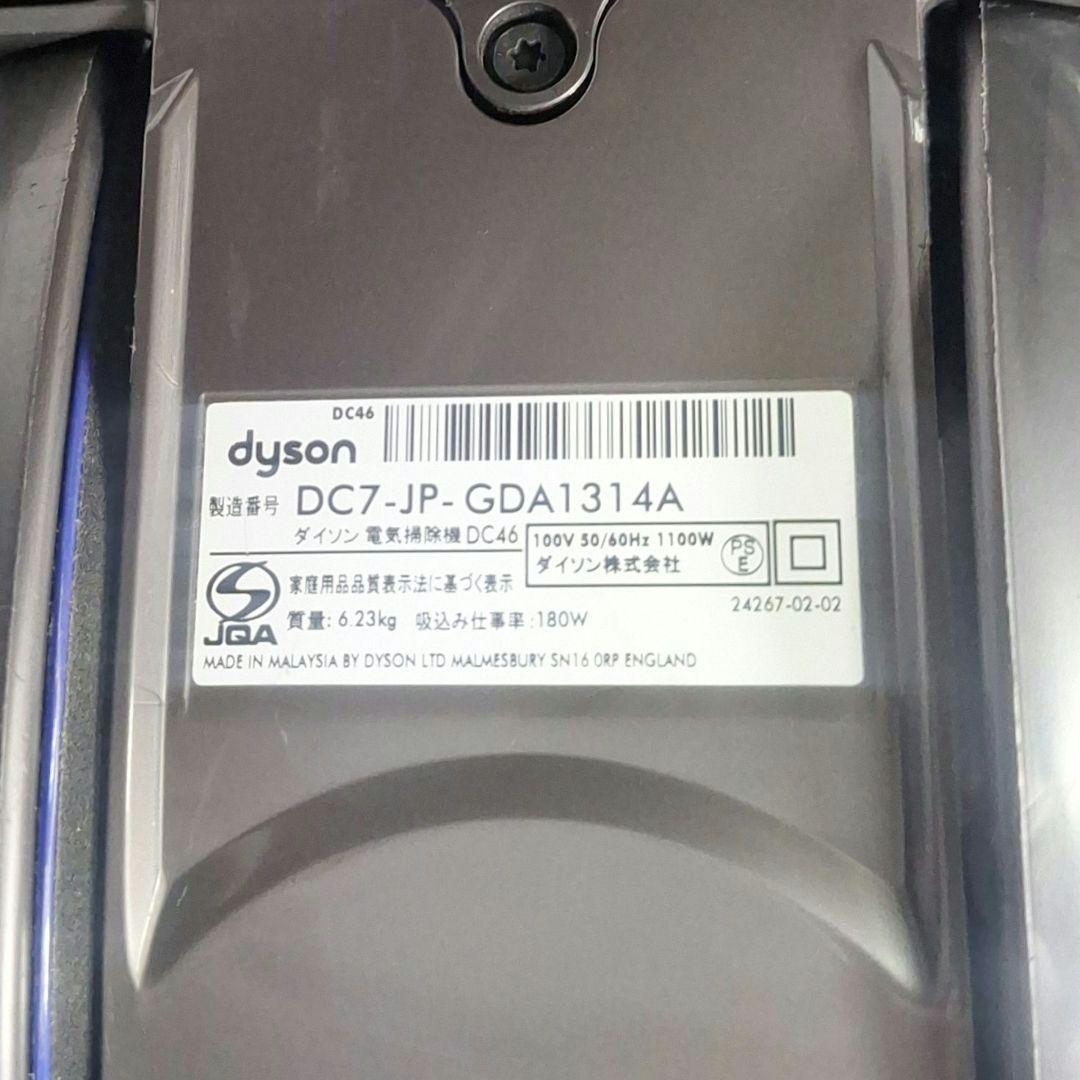 DC46
dyson
製造番号 DC7-JP-GDA1314A
ダイソン 電気掃除機 DC46
100V 50/60Hz 1100W
ダイソン株式会社
PS
E
24267-02-02
JQA
家庭用品品質表示法に基づく表示
質量: 6.23kg 吸込み仕事率:180W
MADE IN MALAYSIA BY DYSON LTD MALMESBURY SN16 0RP ENGLAND